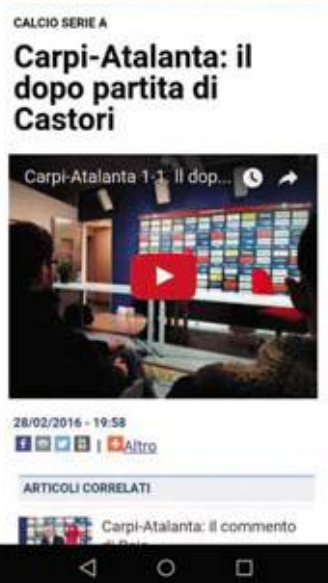 CALCIO SERIE A
Carpi-Atalanta: il
dopo partita di
Castori
Carpi-Atalanta 1-1: Il dop...
28/02/2016 - 19:58
| Altro
ARTICOLI CORRELATI
Carpi-Atalanta: il commento
di